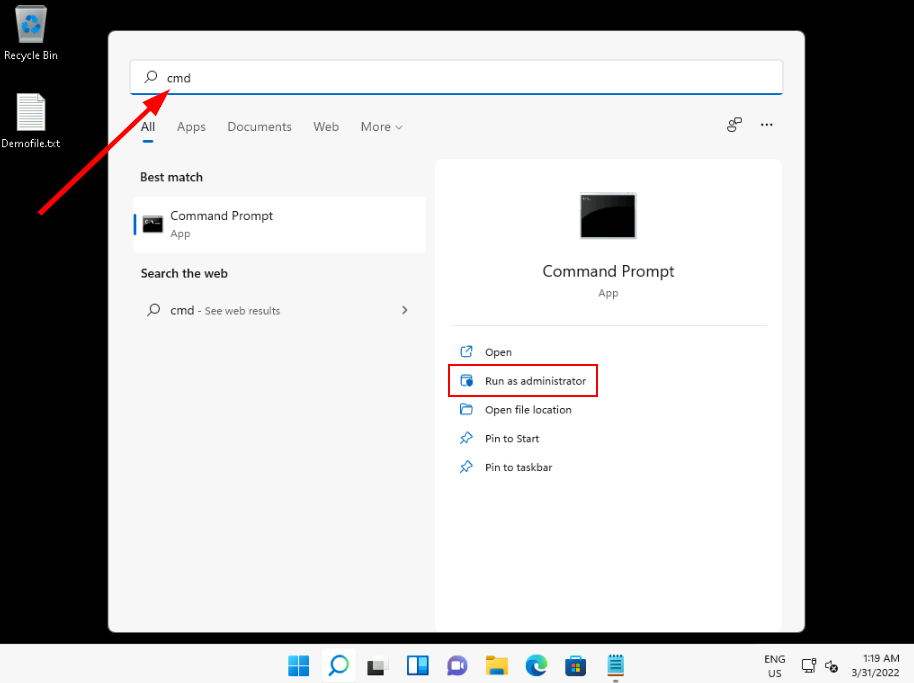 Recycle Bin
Demofile.txt
cmd
All Apps Documents Web More
Best match
Command Prompt
App
Search the web
cmd - See web results
Command Prompt
App
Open
Run as administrator
Open file location
Pin to Start
Pin to taskbar
ENG
US
1:19 AM
3/31/2022